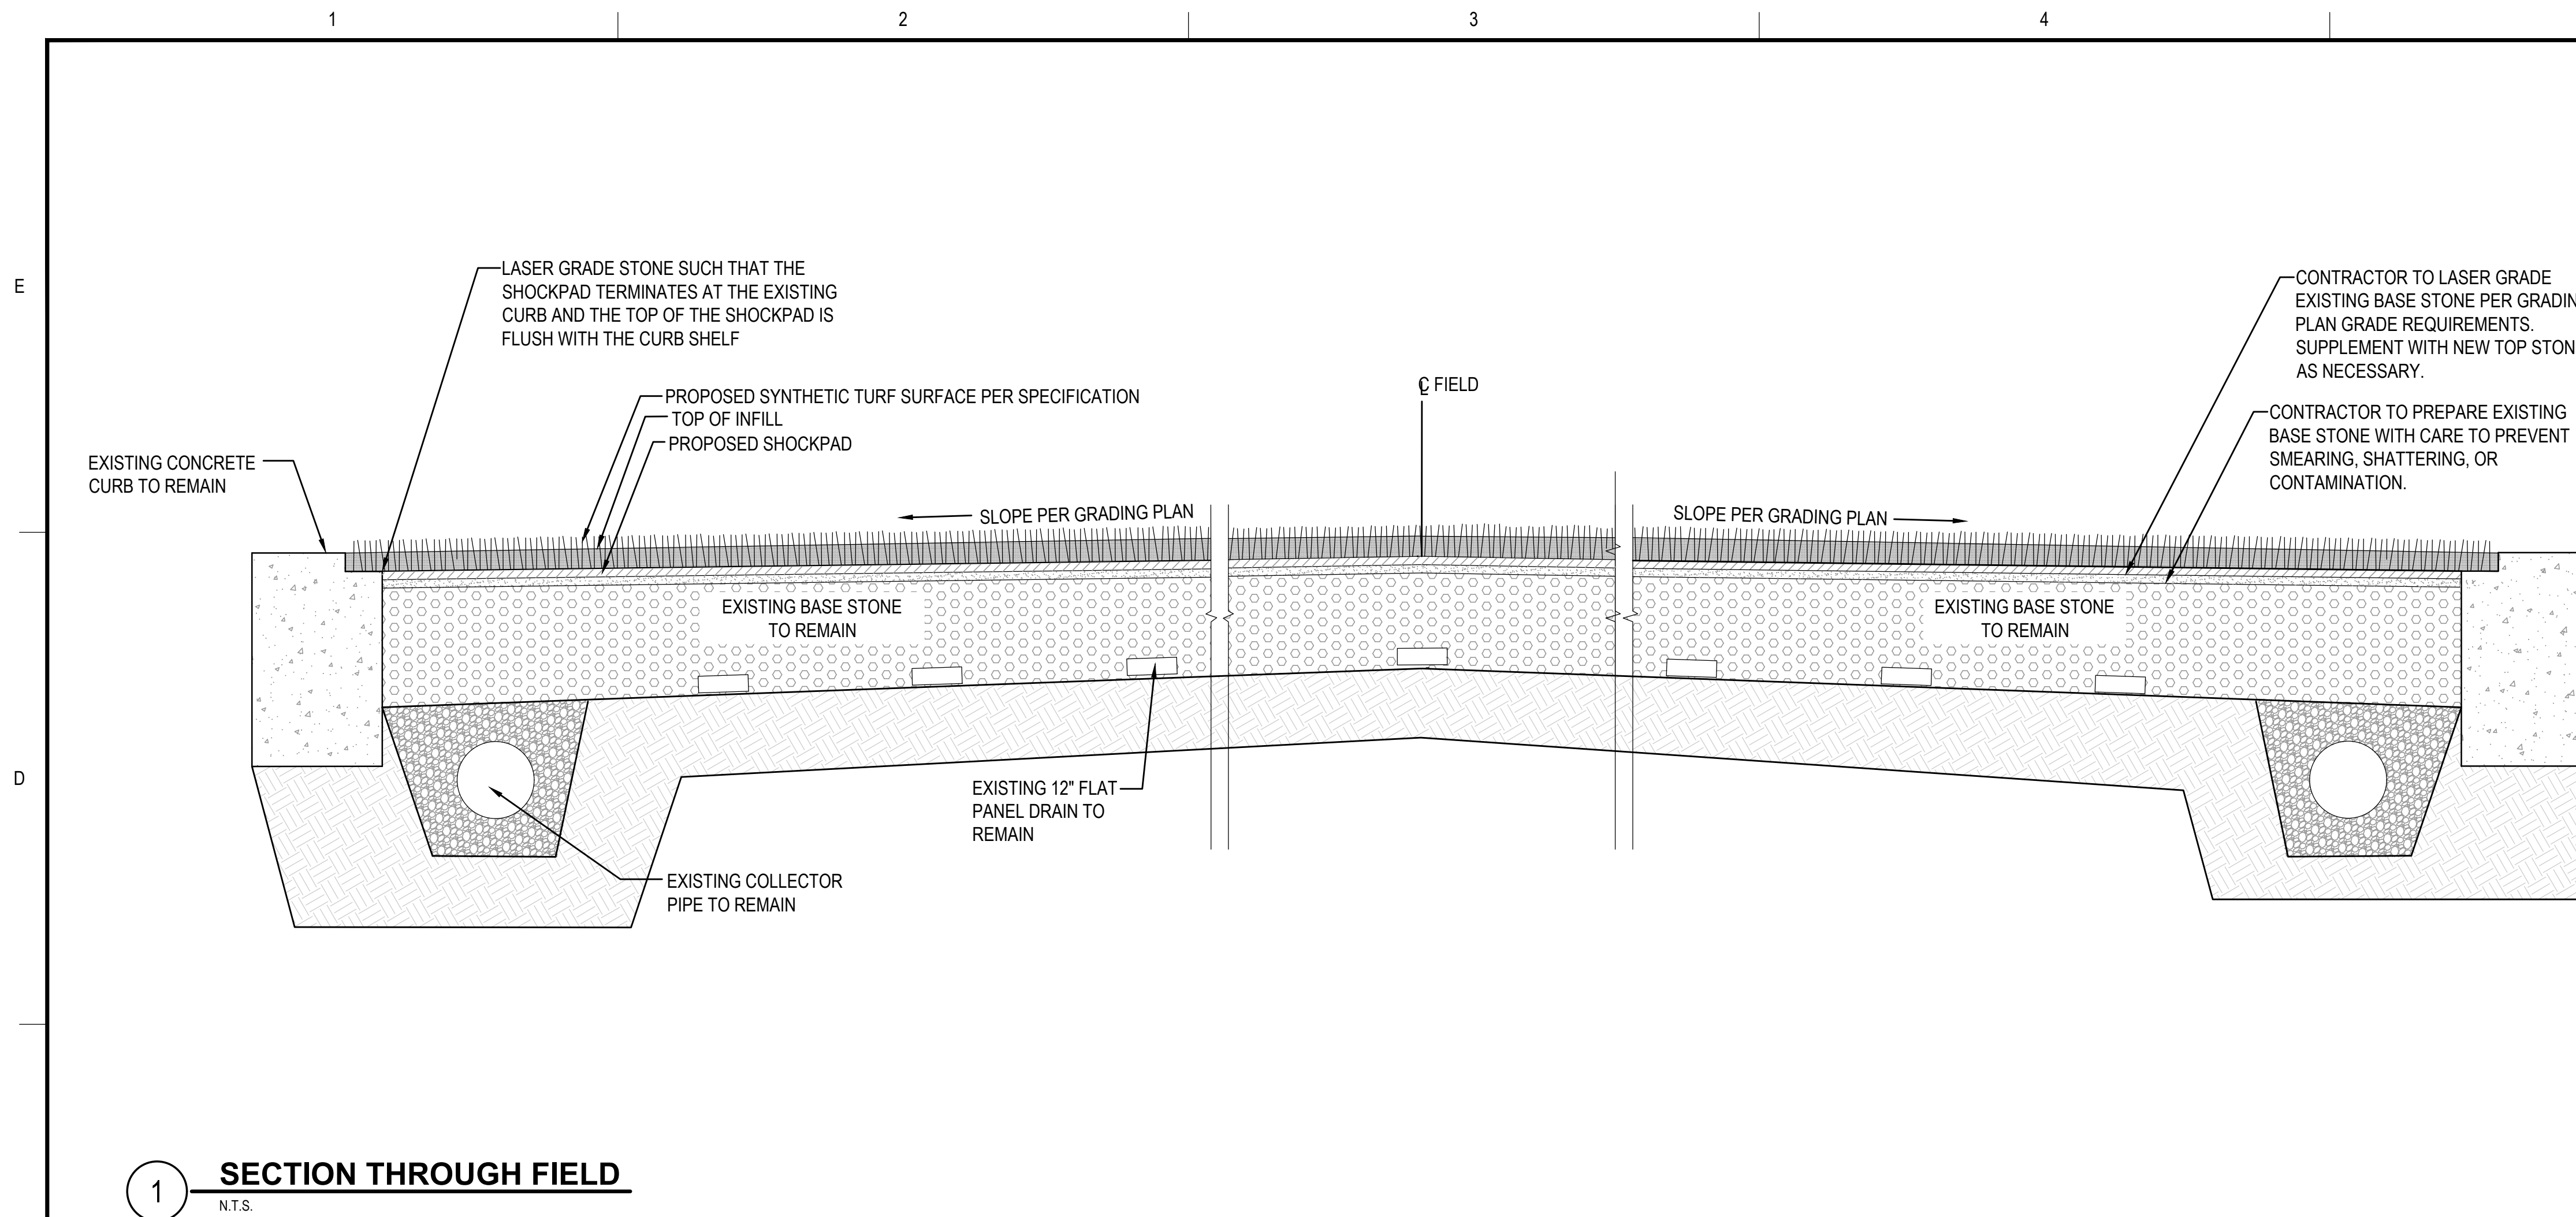 1
2
3
4
E
D
LASER GRADE STONE SUCH THAT THE
SHOCKPAD TERMINATES AT THE EXISTING
CURB AND THE TOP OF THE SHOCKPAD IS
FLUSH WITH THE CURB SHELF
PROPOSED SYNTHETIC TURF SURFACE PER SPECIFICATION
TOP OF INFILL
PROPOSED SHOCKPAD
EXISTING CONCRETE
CURB TO REMAIN
SLOPE PER GRADING PLAN
℄ FIELD
SLOPE PER GRADING PLAN
CONTRACTOR TO LASER GRADE
EXISTING BASE STONE PER GRADIN
PLAN GRADE REQUIREMENTS.
SUPPLEMENT WITH NEW TOP STON
AS NECESSARY.
CONTRACTOR TO PREPARE EXISTING
BASE STONE WITH CARE TO PREVENT
SMEARING, SHATTERING, OR
CONTAMINATION.
EXISTING BASE STONE
TO REMAIN
EXISTING BASE STONE
TO REMAIN
EXISTING 12" FLAT
PANEL DRAIN TO
REMAIN
EXISTING COLLECTOR
PIPE TO REMAIN
1
SECTION THROUGH FIELD
N.T.S.